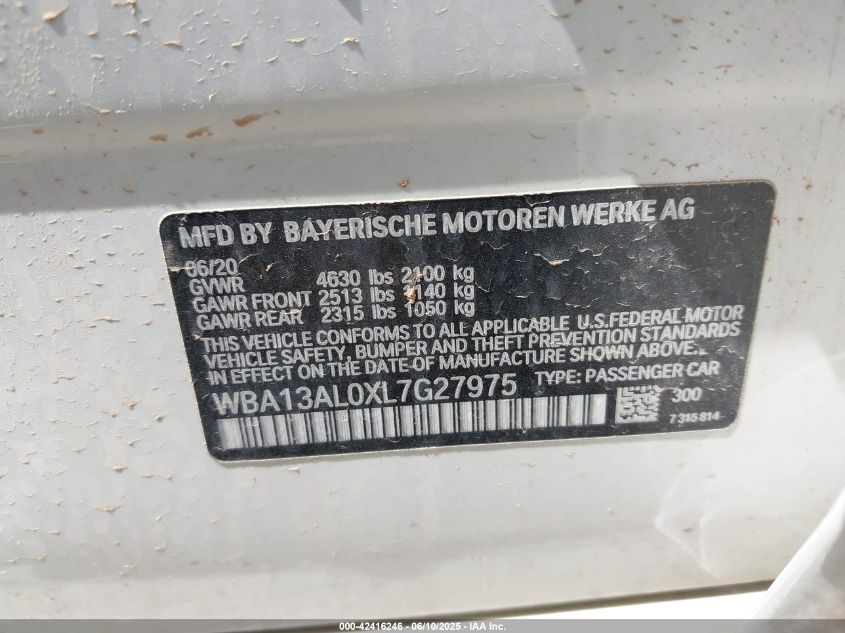 MFD BY BAYERISCHE MOTOREN WERKE AG
06/20
GVWR 4630 lbs 2100 kg
GAWR FRONT 2513 lbs 1140 kg
GAWR REAR 2315 lbs 1050 kg
THIS VEHICLE CONFORMS TO ALL APPLICABLE U.S.FEDERAL MOTOR
VEHICLE SAFETY, BUMPER AND THEFT PREVENTION STANDARDS
IN EFFECT ON THE DATE OF MANUFACTURE SHOWN ABOVE.
WBA13AL0XL7G27975 TYPE: PASSENGER CAR
300
7 315 814
000-42416246 - 06/10/2025 - IAA Inc.